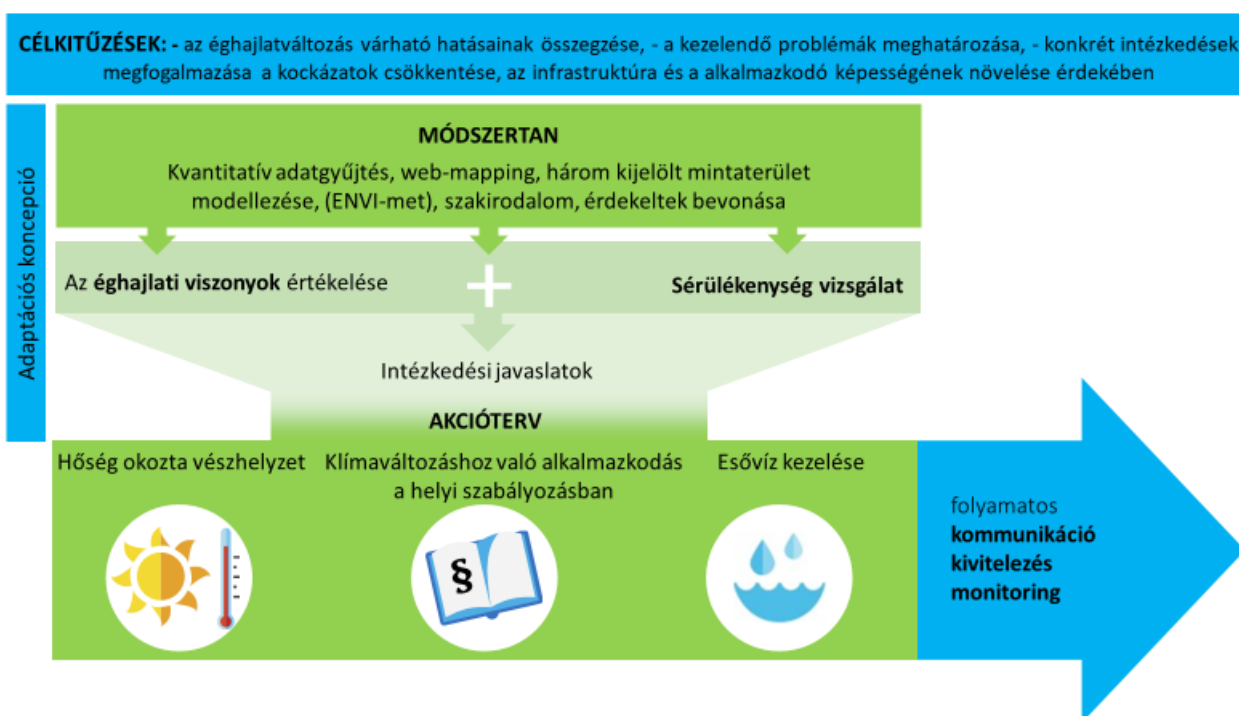 CÉLKITŰZÉSEK: - az éghajlatváltozás várható hatásainak összegzése, - a kezelendő problémák meghatározása, - konkrét intézkedések
megfogalmazása a kockázatok csökkentése, az infrastruktúra és a alkalmazkodó képességének növelése érdekében
Adaptációs koncepció
MÓDSZERTAN
Kvantitatív adatgyűjtés, web-mapping, három kijelölt mintaterület
modellezése, (ENVI-met), szakirodalom, érdekeltek bevonása
Az éghajlati viszonyok értékelése
Sérülékenység vizsgálat
Intézkedési javaslatok
AKCIÓTERV
Hőség okozta vészhelyzet
Klímaváltozáshoz való alkalmazkodás
a helyi szabályozásban
Esővíz kezelése
§
folyamatos
kommunikáció
kivitelezés
monitoring